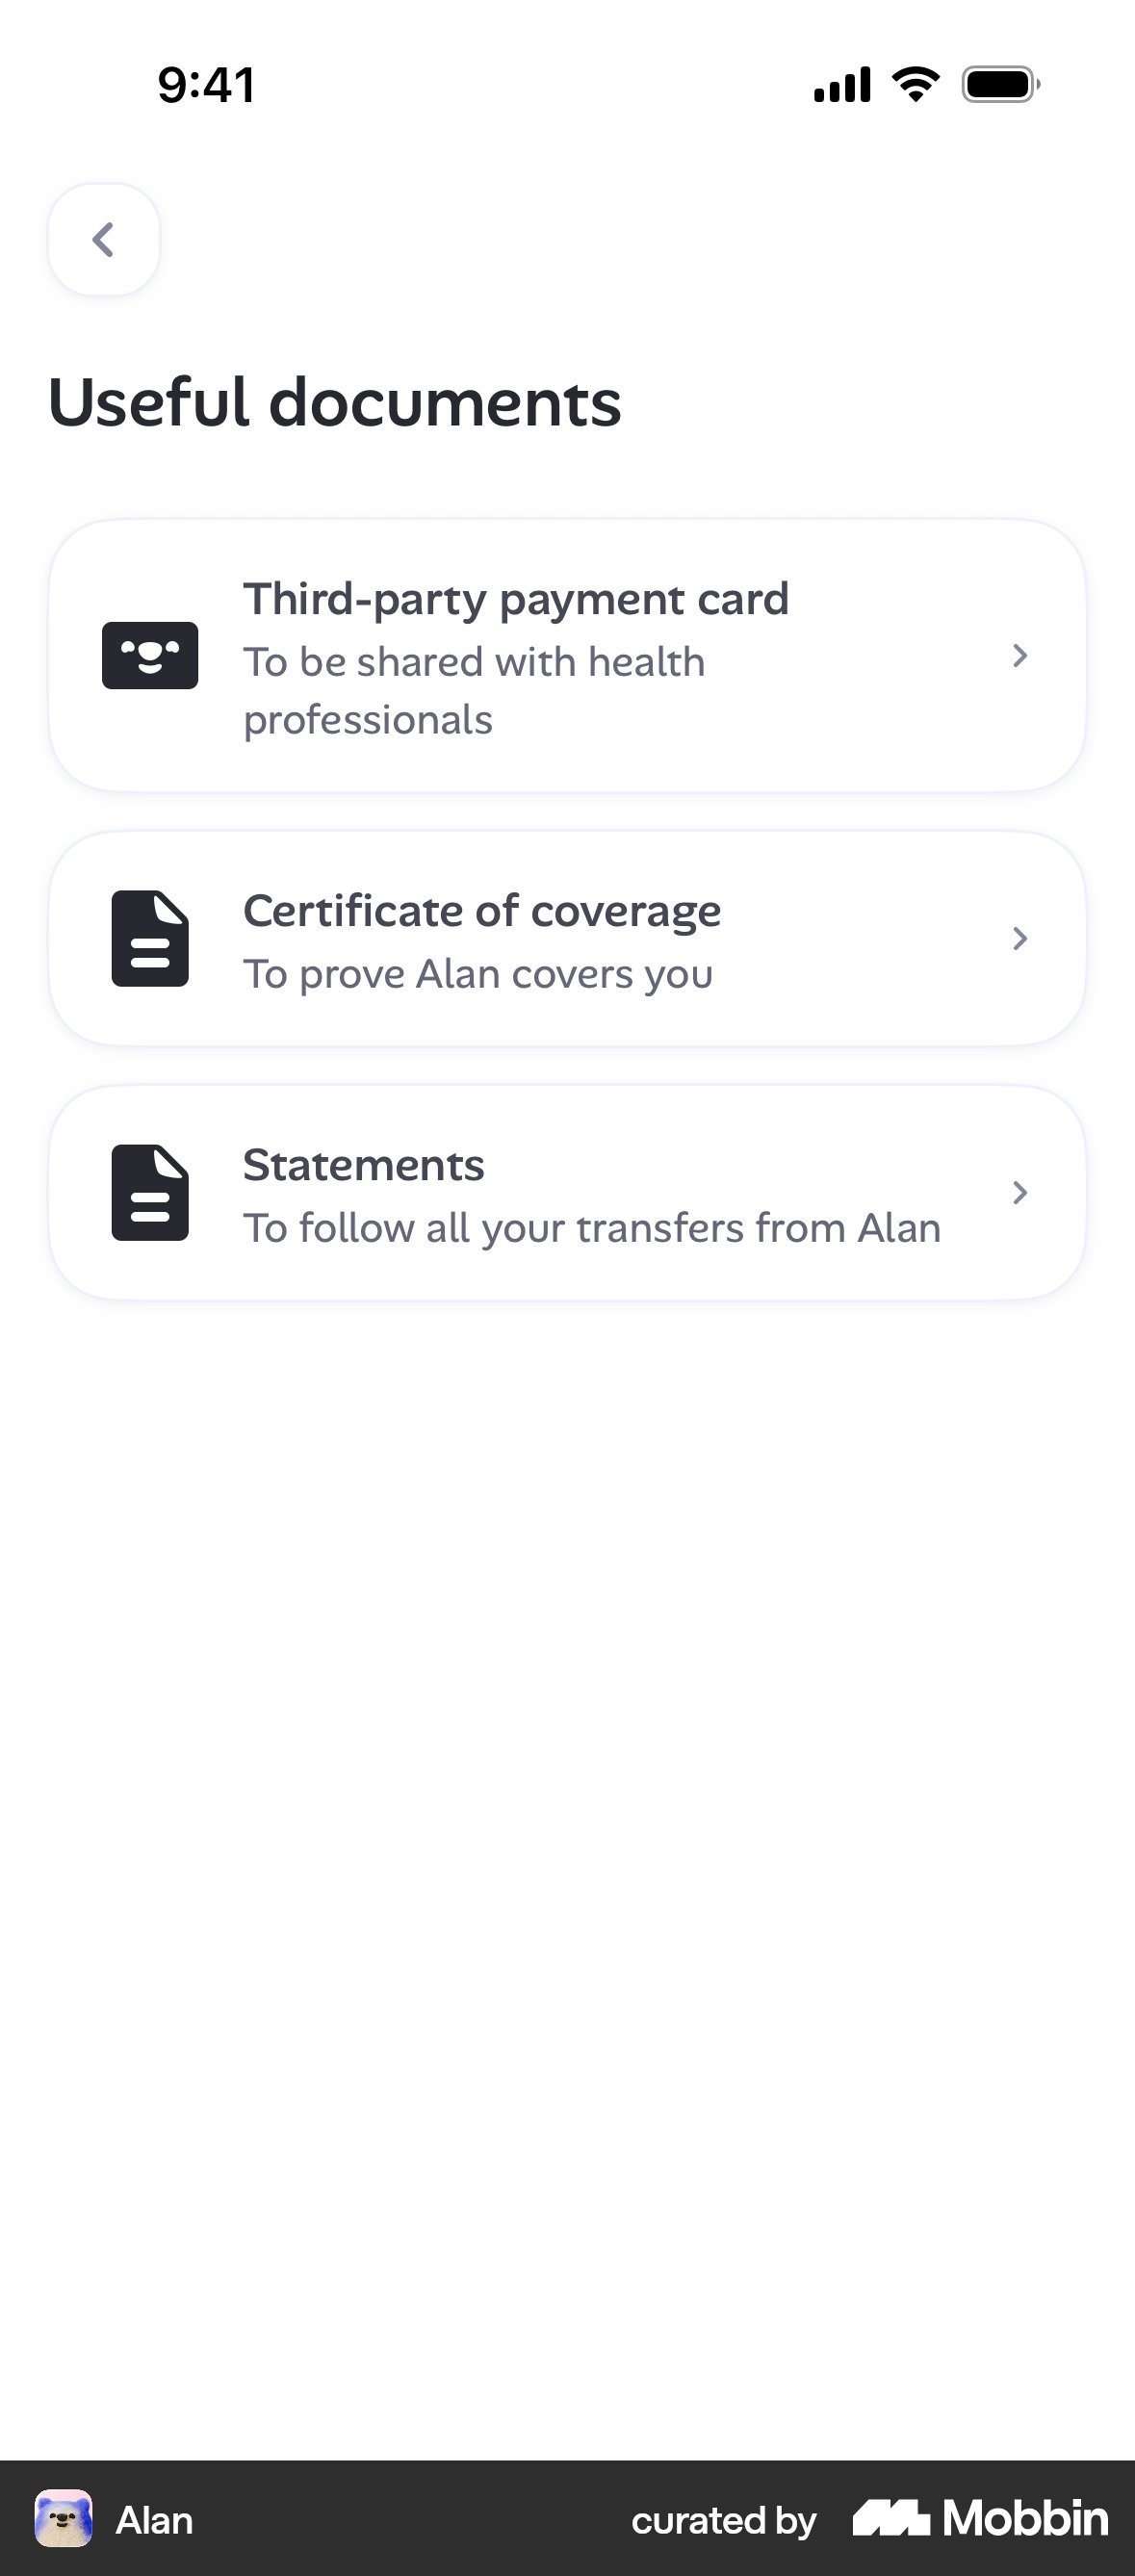 9:41
Useful documents
Third-party payment card
To be shared with health
professionals
Certificate of coverage
To prove Alan covers you
Statements
To follow all your transfers from Alan
Alan
curated by Mobbin